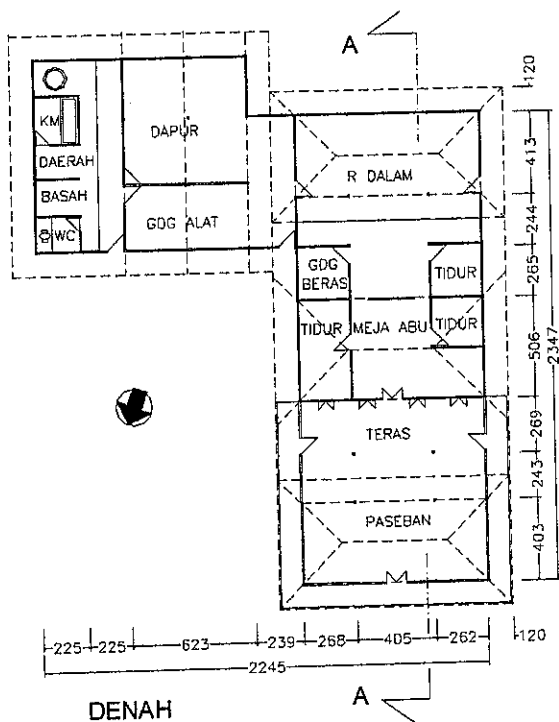 A
120
KM
DAPUR
DAERAH
R DALAM
413
BASAH
WC
GDG ALAT
244
GDG
BERAS
TIDUR
265
TIDUR
MEJA ABU
TIDUR
506
2347
TERAS
269
243
PASEBAN
403
225
225
623
239
268
405
262
120
2245
DENAH
A